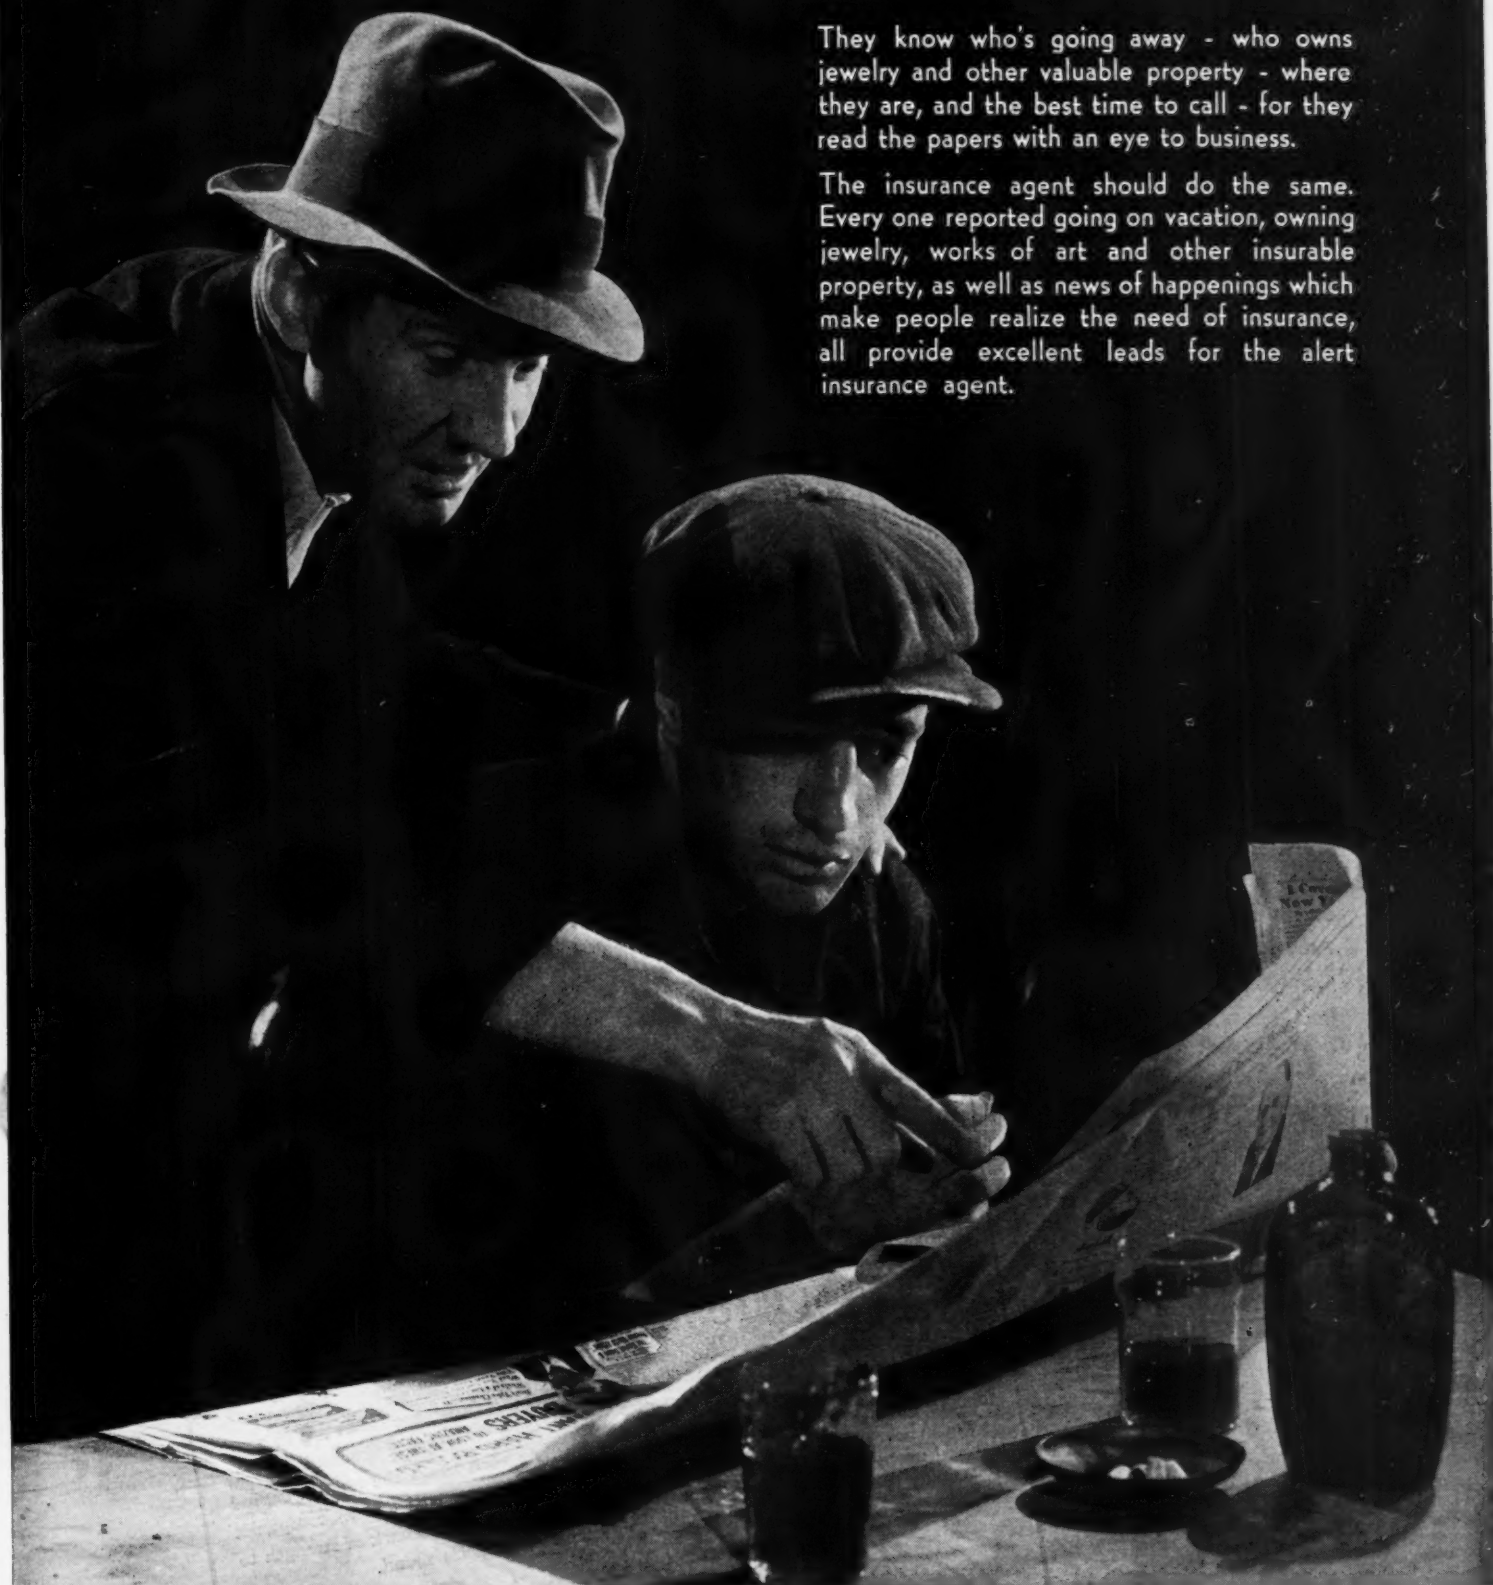 They know who's going away - who owns
jewelry and other valuable property - where
they are, and the best time to call - for they
read the papers with an eye to business.
The insurance agent should do the same.
Every one reported going on vacation, owning
jewelry, works of art and other insurable
property, as well as news of happenings which
make people realize the need of insurance,
all provide excellent leads for the alert
insurance agent.
BUYERS